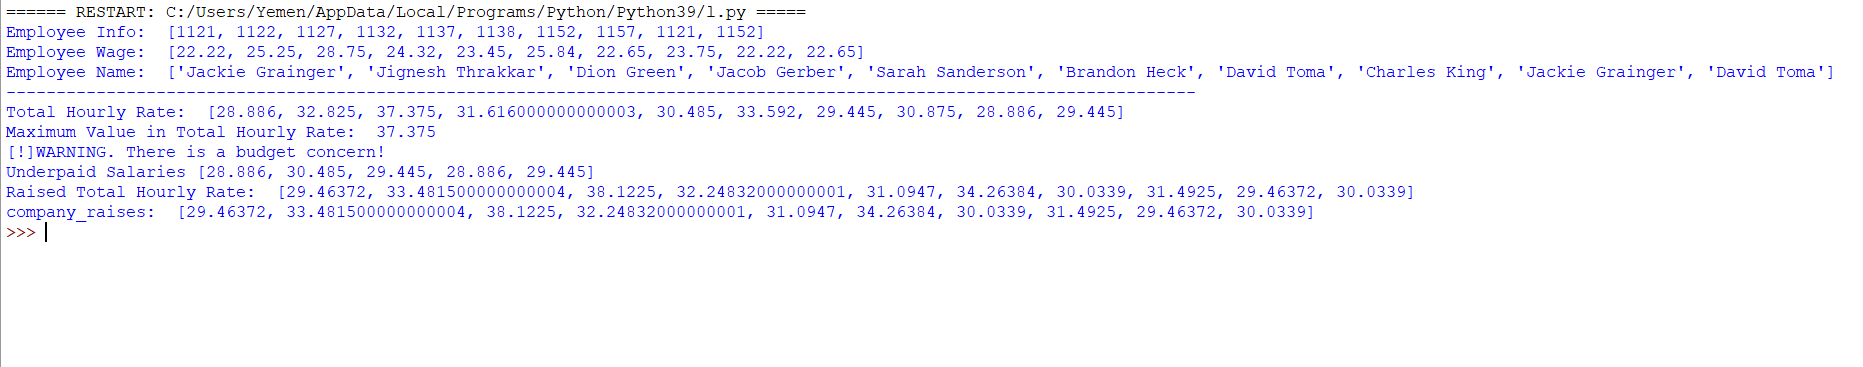 ====== RESTART: C:/Users/Yemen/AppData/Local/Programs/Python/Python39/l.py =====
Employee Info:  [1121, 1122, 1127, 1132, 1137, 1138, 1152, 1157, 1121, 1152]
Employee Wage:  [22.22, 25.25, 28.75, 24.32, 23.45, 25.84, 22.65, 23.75, 22.22, 22.65]
Employee Name:  ['Jackie Grainger', 'Jignesh Thrakkar', 'Dion Green', 'Jacob Gerber', 'Sarah Sanderson', 'Brandon Heck', 'David Toma', 'Charles King', 'Jackie Grainger', 'David Toma']
-----------------------------------------------------------------------------------------------------------------------
Total Hourly Rate:  [28.886, 32.825, 37.375, 31.616000000000003, 30.485, 33.592, 29.445, 30.875, 28.886, 29.445]
Maximum Value in Total Hourly Rate:  37.375
[!]WARNING. There is a budget concern!
Underpaid Salaries [28.886, 30.485, 29.445, 28.886, 29.445]
Raised Total Hourly Rate:  [29.46372, 33.481500000000004, 38.1225, 32.24832000000001, 31.0947, 34.26384, 30.0339, 31.4925, 29.46372, 30.0339]
company_raises:  [29.46372, 33.481500000000004, 38.1225, 32.24832000000001, 31.0947, 34.26384, 30.0339, 31.4925, 29.46372, 30.0339]
>>>